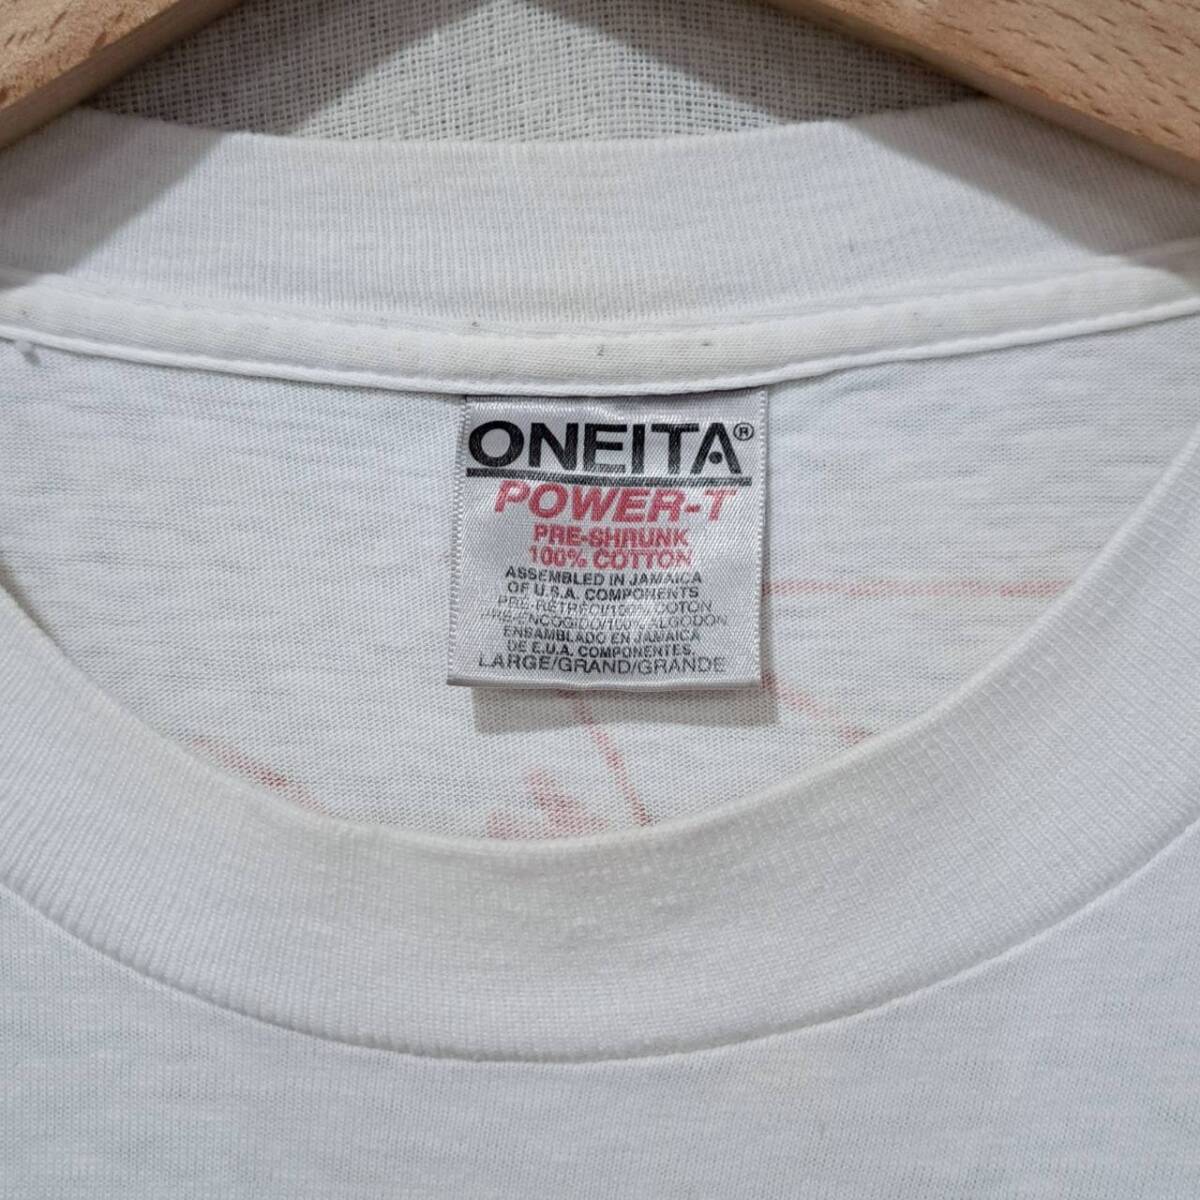 ONEITA®
POWER-T
PRE-SHRUNK
100% COTTON
ASSEMBLED IN JAMAICA
OF U.S.A. COMPONENTS
PRE-RETRECI/100% COTON
PRE-ENCOGIDO/100% ALGODON
ENSAMBLADO EN JAMAICA
DE E.U.A. COMPONENTES.
LARGE/GRAND/GRANDE